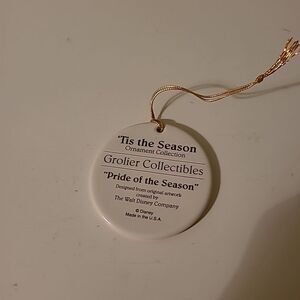 'Tis the Season
Ornament Collection
Grolier Collectibles
"Pride of the Season"
Designed from original artwork
created by
The Walt Disney Company
© Disney
Made in the U.S.A.